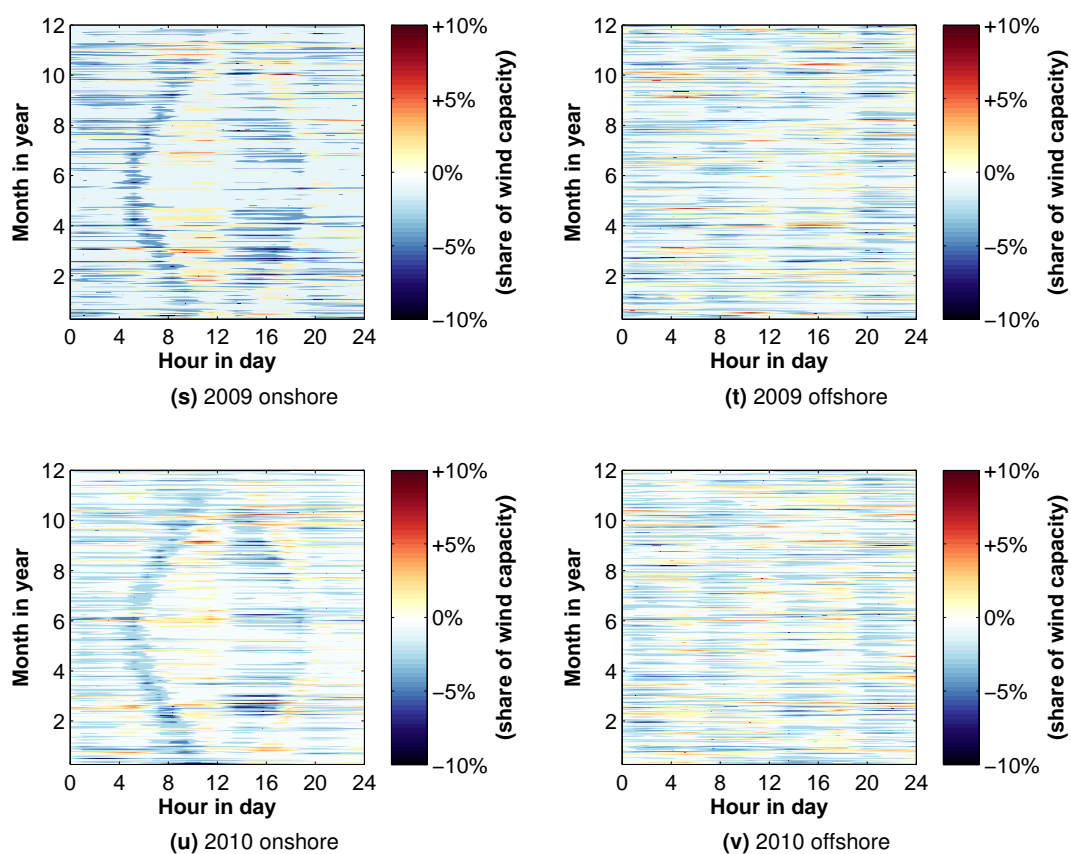 12
10
8
6
4
2
Month in year
0 4 8 12 16 20 24
Hour in day
+10%
+5%
0%
−5%
−10%
(share of wind capacity)
(s) 2009 onshore
12
10
8
6
4
2
Month in year
0 4 8 12 16 20 24
Hour in day
+10%
+5%
0%
−5%
−10%
(share of wind capacity)
(t) 2009 offshore
12
10
8
6
4
2
Month in year
0 4 8 12 16 20 24
Hour in day
+10%
+5%
0%
−5%
−10%
(share of wind capacity)
(u) 2010 onshore
12
10
8
6
4
2
Month in year
0 4 8 12 16 20 24
Hour in day
+10%
+5%
0%
−5%
−10%
(share of wind capacity)
(v) 2010 offshore